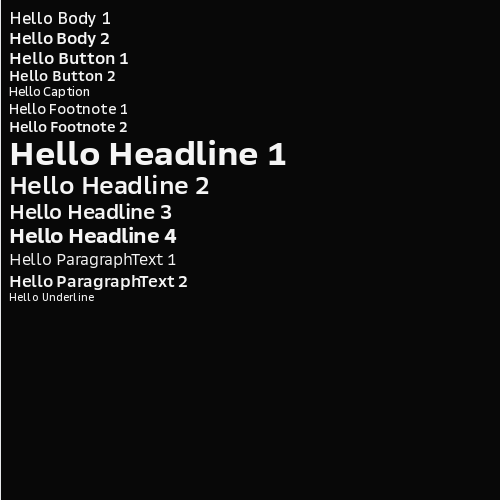 Hello Body 1
Hello Body 2
Hello Button 1
Hello Button 2
Hello Caption
Hello Footnote 1
Hello Footnote 2
Hello Headline 1
Hello Headline 2
Hello Headline 3
Hello Headline 4
Hello ParagraphText 1
Hello ParagraphText 2
Hello Underline